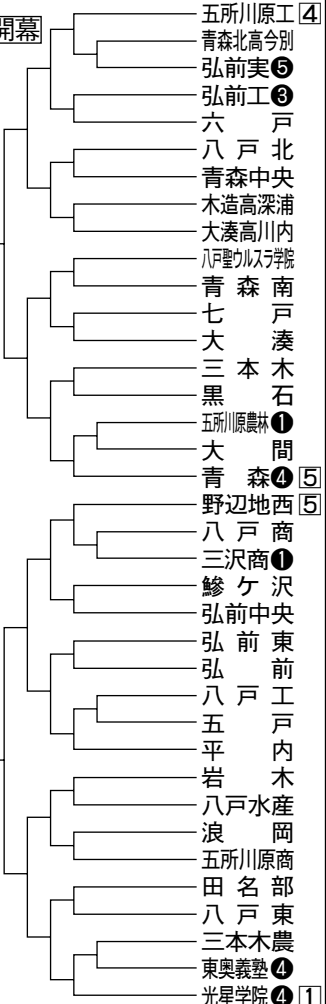 開幕
五所川原工 4
青森北高今別
弘前実❺
弘前工❸
六戸
八戸北
青森中央
木造高深浦
大湊高川内
八戸聖ウルスラ学院
青森南
七戸
大湊
三本木
黒石
五所川原農林❶
大間
青森❹ 5
野辺地西 5
八戸商
三沢商❶
鰺ケ沢
弘前中央
弘前東
弘前
八戸工
五戸
平内
岩木
八戸水産
浪岡
五所川原商
田名部
八戸東
三本木農
東奥義塾❹
光星学院❹ 1